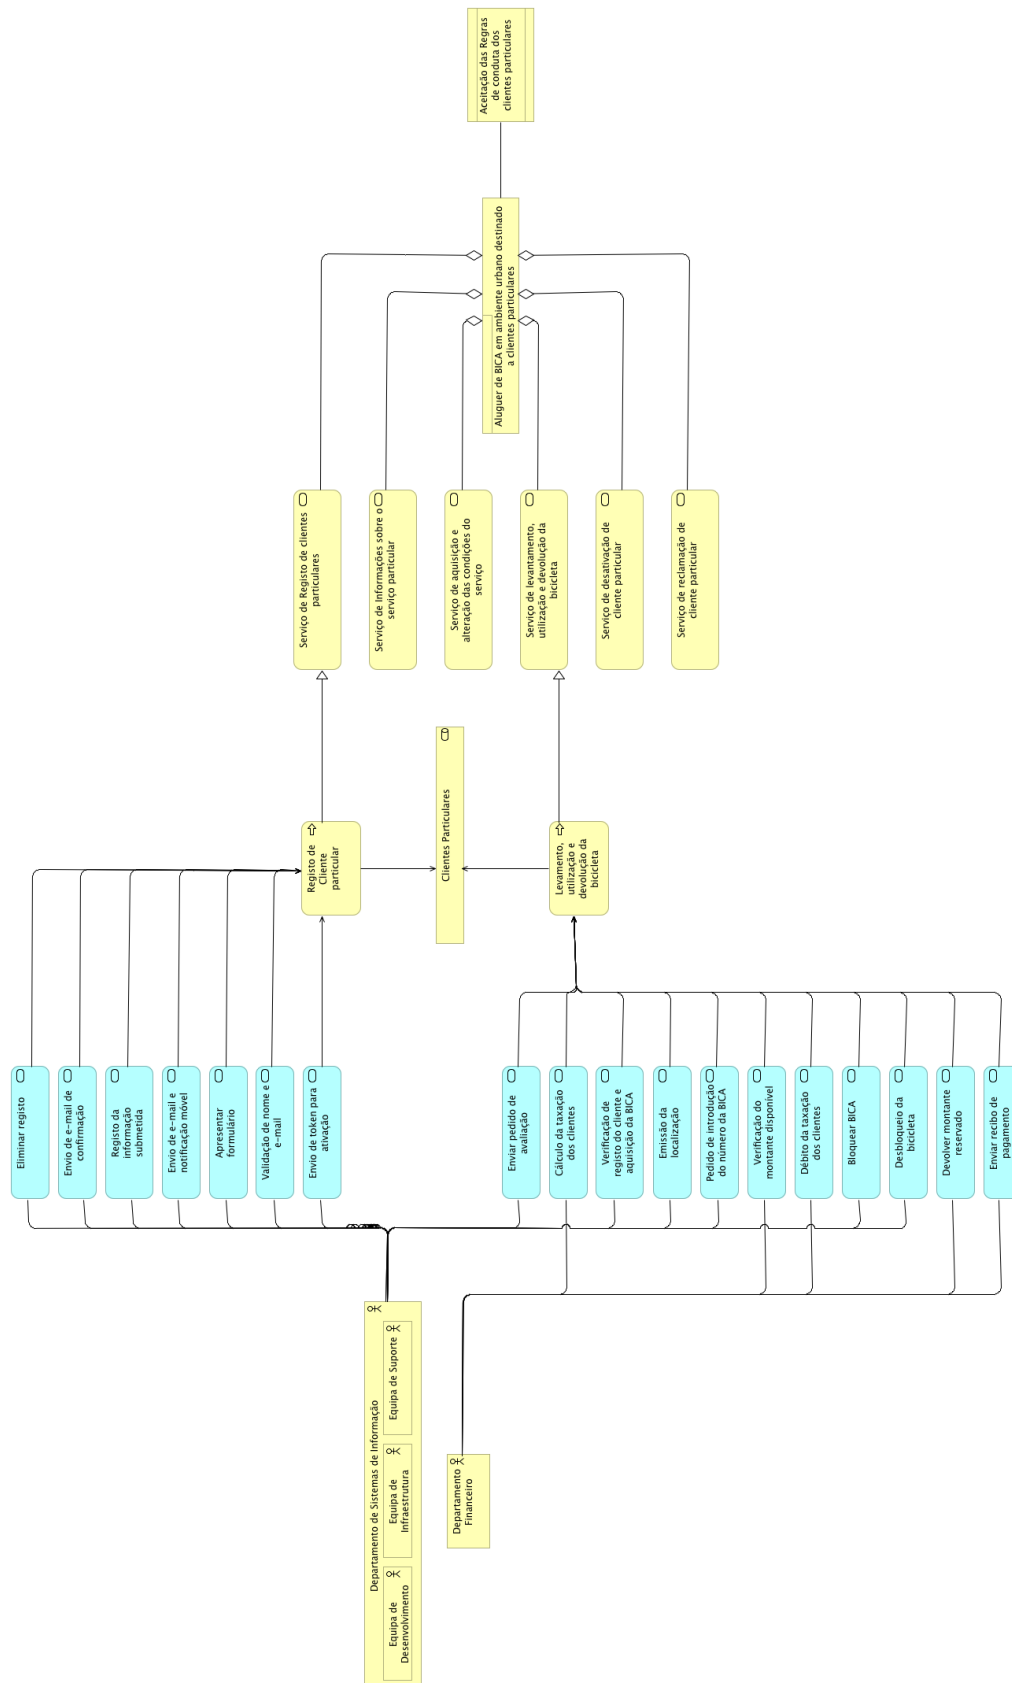 Aceitação das Regras
de conduta dos
clientes particulares
Aluguer de BICA em ambiente urbano destinado
a clientes particulares
Serviço de Registo de clientes
particulares
Serviço de Informações sobre o
serviço particular
Serviço de aquisição e
alteração das condições do
serviço
Serviço de levantamento,
utilização e devolução da
bicicleta
Serviço de desativação de
cliente particular
Serviço de reclamação de
cliente particular
Registo de
Cliente
particular
Clientes Particulares
Levamento,
utilização e
devolução da
bicicleta
Eliminar registo
Envio de e-mail de
confirmação
Registo da
informação
submetida
Envio de e-mail e
notificação móvel
Apresentar
formulário
Validação de nome e
e-mail
Envio de token para
ativação
Enviar pedido de
avaliação
Cálculo da taxação
dos clientes
Verificação de
registo do cliente e
aquisição da BICA
Emissão da
localização
Pedido de introdução
do número da BICA
Verificação do
montante disponível
Débito da taxação
dos clientes
Bloquear BICA
Desbloqueio da
bicicleta
Devolver montante
reservado
Enviar recibo de
pagamento
Departamento de Sistemas de Informação
Equipa de
Desenvolvimento
Equipa de
Infraestrutura
Equipa de Suporte
Departamento
Financeiro